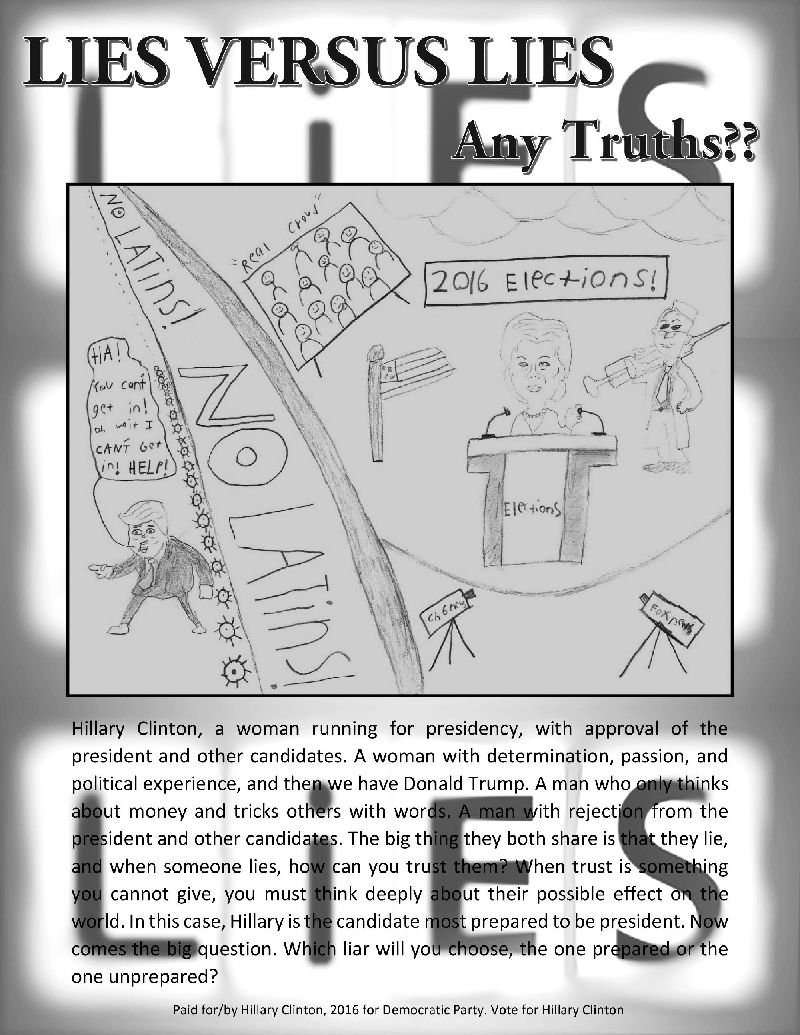 LIES VERSUS LIES
Any Truths??
LiES
NO LATins!
"Real Crowd"
2016 Elections!
HA!
You cant
get in!
oh wait I
CAN'T Get
in! HELP!
NO LATins!
Elections
Ch 6 news
Fox news
Hillary Clinton, a woman running for presidency, with approval of the
president and other candidates. A woman with determination, passion, and
political experience, and then we have Donald Trump. A man who only thinks
about money and tricks others with words. A man with rejection from the
president and other candidates. The big thing they both share is that they lie,
and when someone lies, how can you trust them? When trust is something
you cannot give, you must think deeply about their possible effect on the
world. In this case, Hillary is the candidate most prepared to be president. Now
comes the big question. Which liar will you choose, the one prepared or the
one unprepared?
LiES
Paid for/by Hillary Clinton, 2016 for Democratic Party. Vote for Hillary Clinton